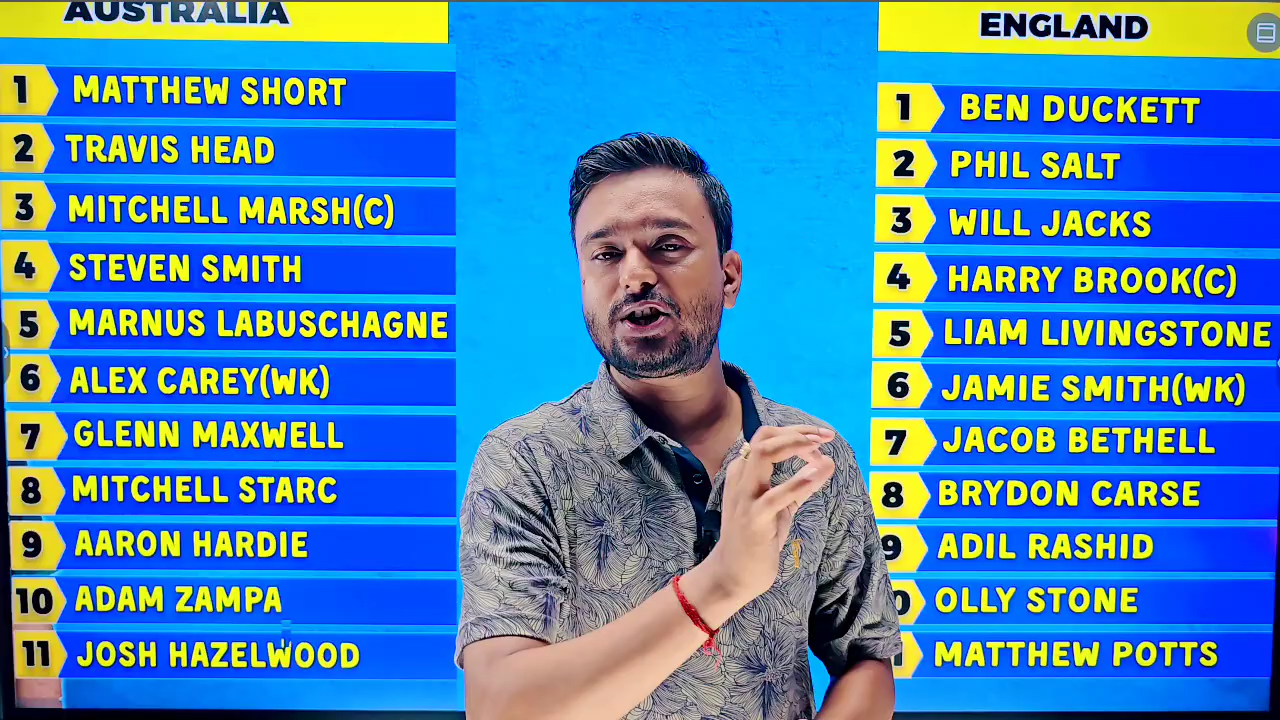 AUSTRALIA
1 MATTHEW SHORT
2 TRAVIS HEAD
3 MITCHELL MARSH(C)
4 STEVEN SMITH
5 MARNUS LABUSCHAGNE
6 ALEX CAREY(WK)
7 GLENN MAXWELL
8 MITCHELL STARC
9 AARON HARDIE
10 ADAM ZAMPA
11 JOSH HAZELWOOD
ENGLAND
1 BEN DUCKETT
2 PHIL SALT
3 WILL JACKS
4 HARRY BROOK(C)
5 LIAM LIVINGSTONE
6 JAMIE SMITH(WK)
7 JACOB BETHELL
8 BRYDON CARSE
9 ADIL RASHID
OLLY STONE
MATTHEW POTTS